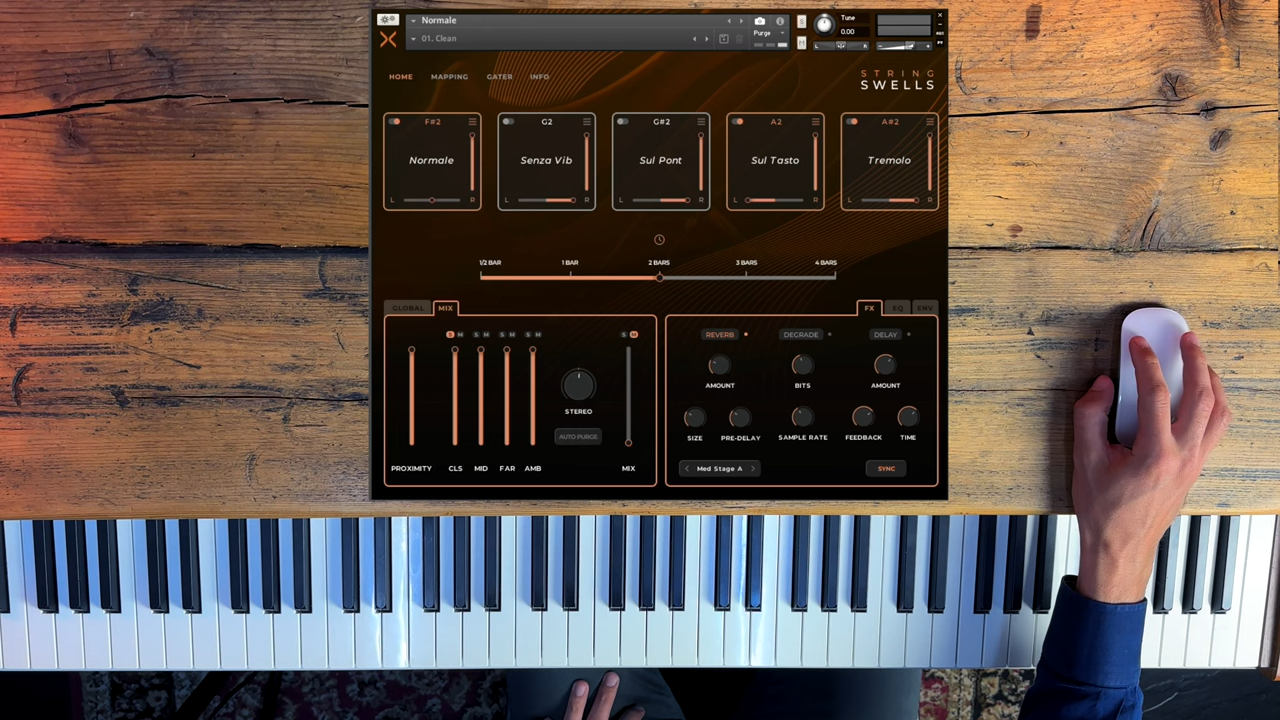 Normale
01. Clean
Purge
S
M
Tune
0.00
L R
HOME MAPPING GATER INFO
STRING
SWELLS
F#2 G2 G#2 A2 A#2
Normale Senza Vib Sul Pont Sul Tasto Tremolo
L R L R L R L R L R
1/2 BAR 1 BAR 2 BARS 3 BARS 4 BARS
GLOBAL MIX FX EQ ENV
S M S M S M S M S M
REVERB DEGRADE DELAY
AMOUNT BITS AMOUNT
STEREO
AUTO PURGE
SIZE PRE-DELAY SAMPLE RATE FEEDBACK TIME
PROXIMITY CLS MID FAR AMB MIX
Med Stage A SYNC